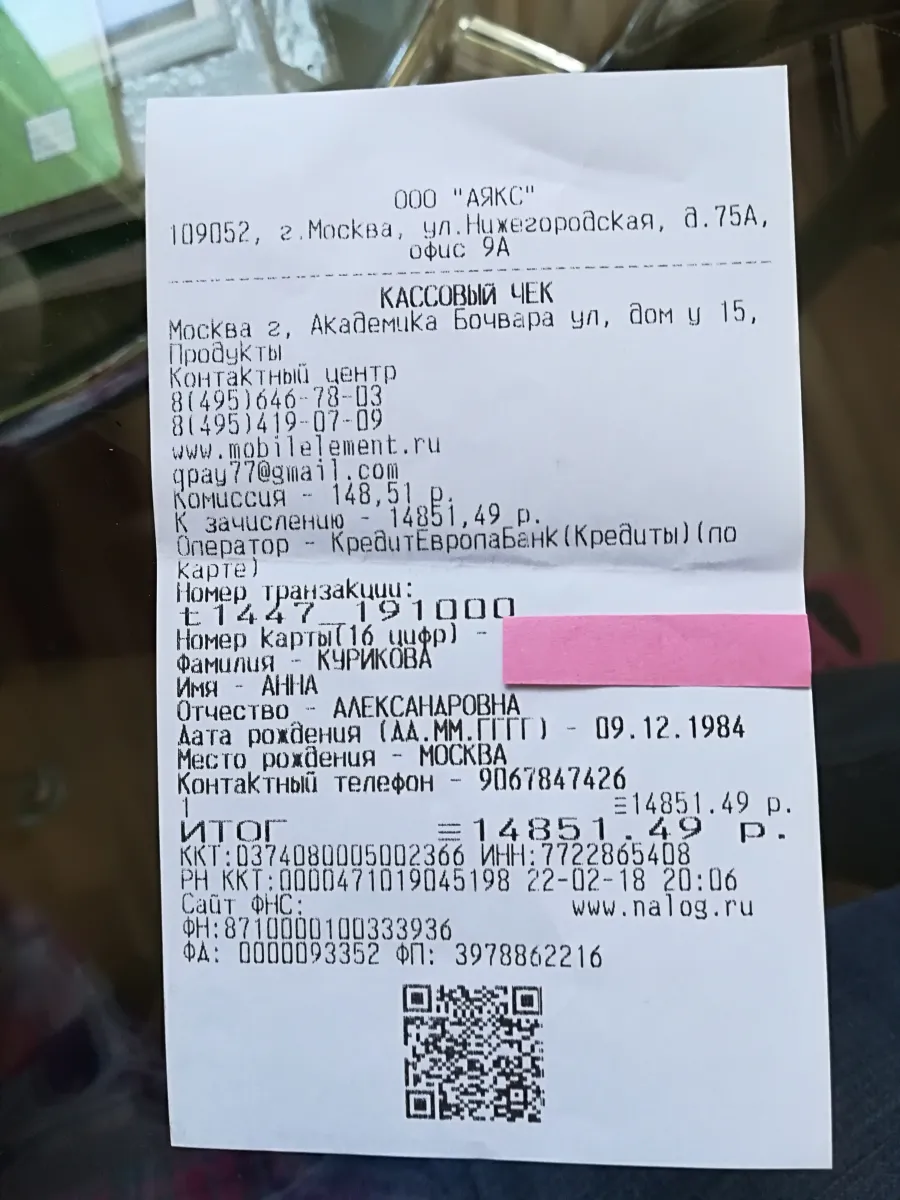 ООО "АЯКС"
109052, г.Москва, ул.Нижегородская, д.75А,
офис 9А
КАССОВЫЙ ЧЕК
Москва г, Академика Бочвара ул, дом у 15,
Продукты
Контактный центр
8(495)646-78-03
8(495)419-07-09
www.mobilelement.ru
qpay77@gmail.com
Комиссия - 148,51 р.
К зачислению - 14851,49 р.
Оператор - КредитЕвропаБанк(Кредиты)(по
карте)
Номер транзакции:
t1447_191000
Номер карты(16 цифр) -
Фамилия - КУРИКОВА
Имя - АННА
Отчество - АЛЕКСАНДРОВНА
Дата рождения (ДД.ММ.ГГГГ) - 09.12.1984
Место рождения - МОСКВА
Контактный телефон - 9067847426
1 ≡14851.49 р.
ИТОГ ≡14851.49 р.
ККТ:0374080005002366 ИНН:7722865408
РН ККТ:0000471019045198 22-02-18 20:06
Сайт ФНС: www.nalog.ru
ФН:8710000100333936
ФД: 0000093352 ФП: 3978862216